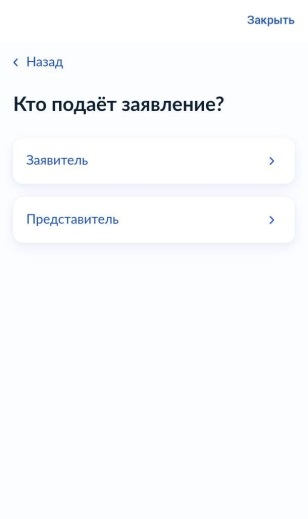 Закрыть
Назад
Кто подаёт заявление?
Заявитель
Представитель